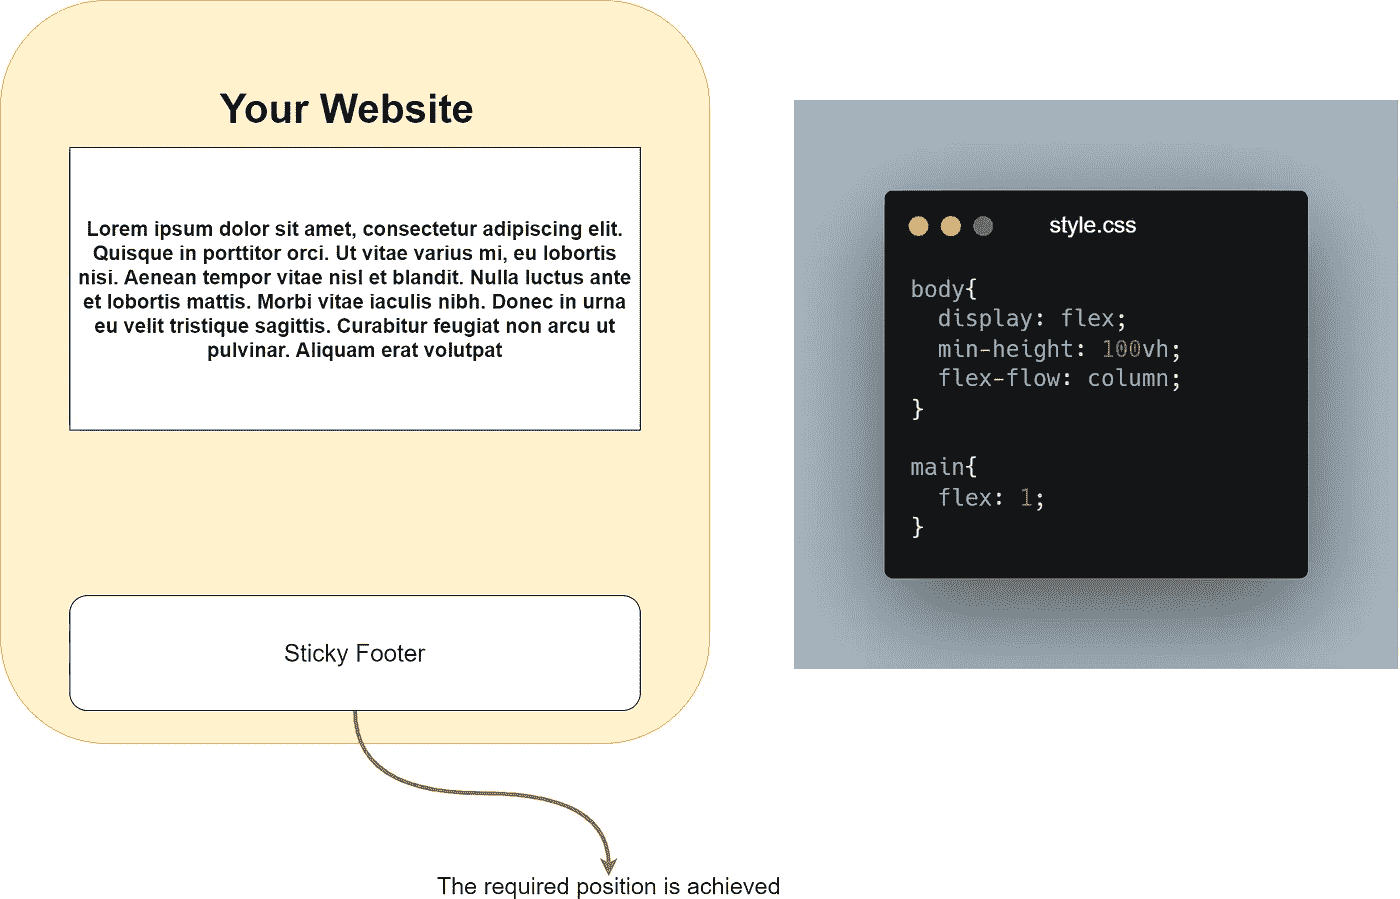 Your Website
Lorem ipsum dolor sit amet, consectetur adipiscing elit.
Quisque in porttitor orci. Ut vitae varius mi, eu lobortis
nisi. Aenean tempor vitae nisl et blandit. Nulla luctus ante
et lobortis mattis. Morbi vitae iaculis nibh. Donec in urna
eu velit tristique sagittis. Curabitur feugiat non arcu ut
pulvinar. Aliquam erat volutpat
Sticky Footer
The required position is achieved
style.css
body{
  display: flex;
  min-height: 100vh;
  flex-flow: column;
}
main{
  flex: 1;
}